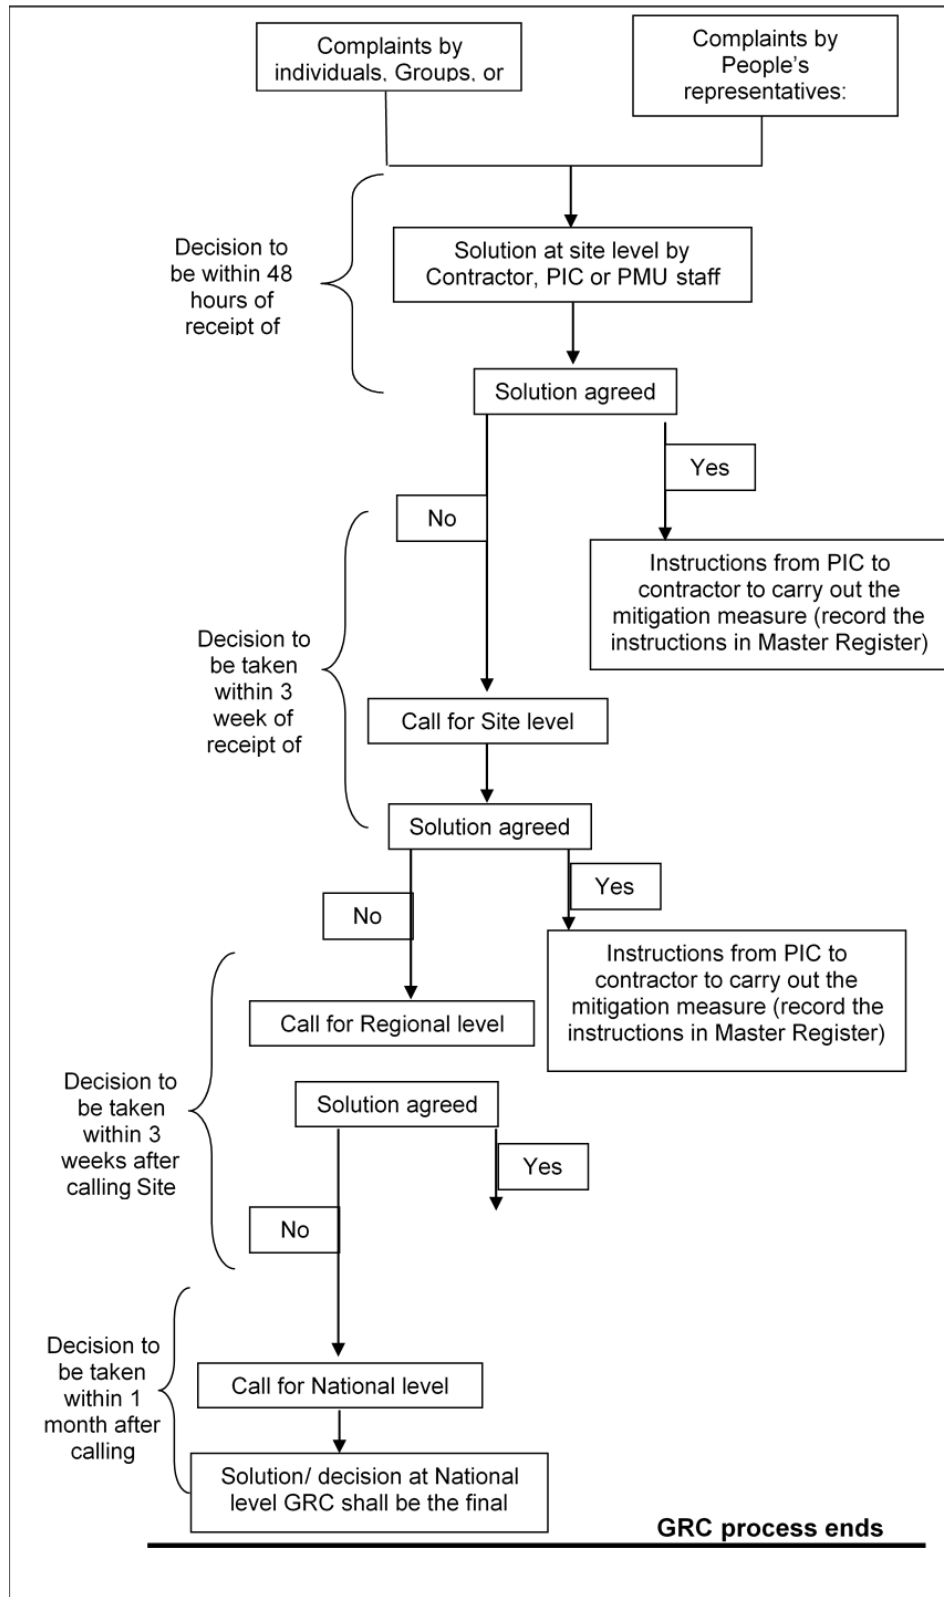 Complaints by
individuals, Groups, or
Complaints by
People's
representatives:
Decision to
be within 48
hours of
receipt of
Solution at site level by
Contractor, PIC or PMU staff
Solution agreed
Yes
No
Instructions from PIC to
contractor to carry out the
mitigation measure (record the
instructions in Master Register)
Decision to
be taken
within 3
week of
receipt of
Call for Site level
Solution agreed
Yes
No
Instructions from PIC to
contractor to carry out the
mitigation measure (record the
instructions in Master Register)
Call for Regional level
Decision to
be taken
within 3
weeks after
calling Site
Solution agreed
Yes
No
Decision to
be taken
within 1
month after
calling
Call for National level
Solution/ decision at National
level GRC shall be the final
GRC process ends